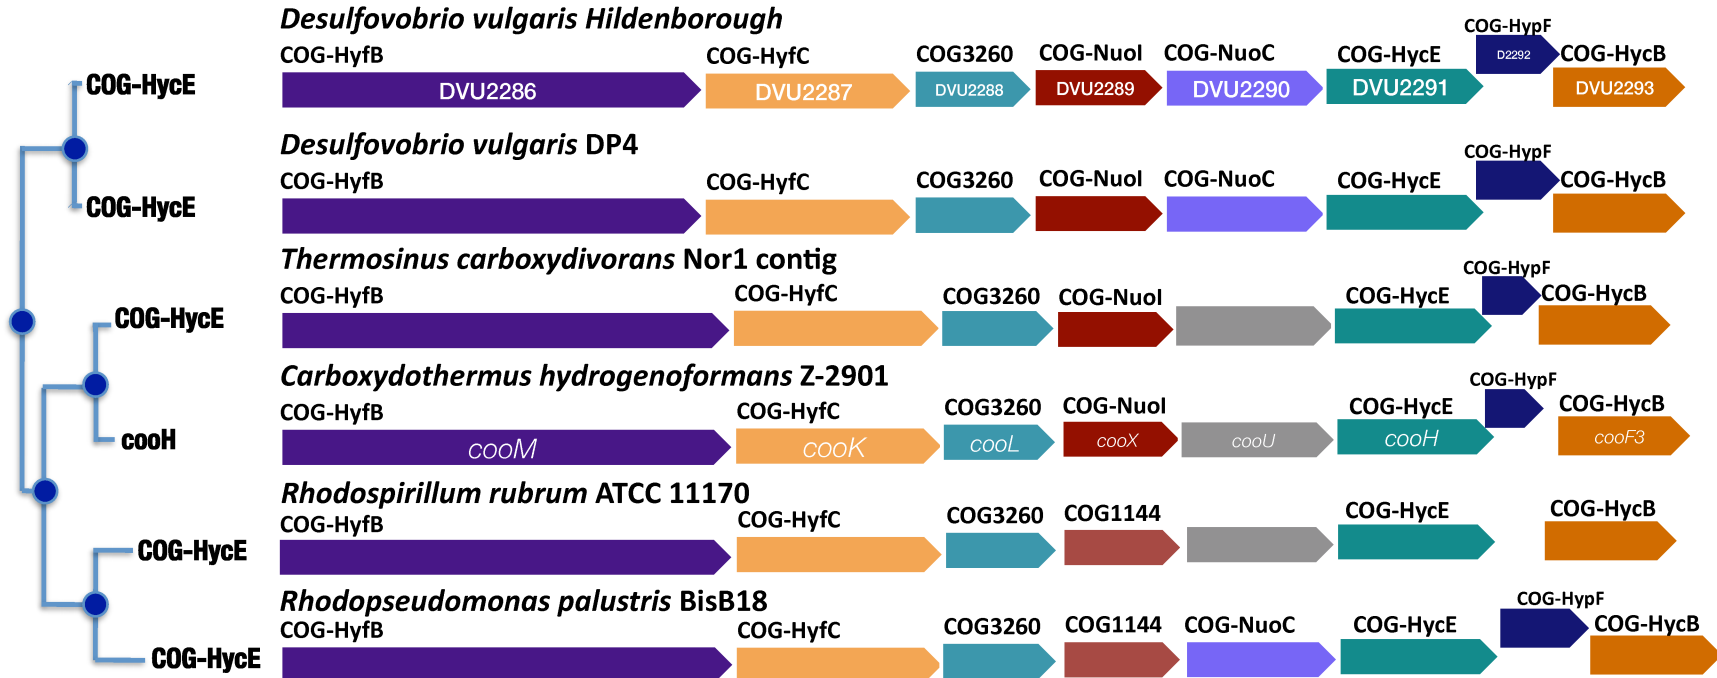 Desulfovobrio vulgaris Hildenborough
COG-HyfB COG-HyfC COG3260 COG-NuoI COG-NuoC COG-HycE COG-HypF COG-HycB
COG-HycE
DVU2286 DVU2287 DVU2288 DVU2289 DVU2290 DVU2291 D2292 DVU2293
Desulfovobrio vulgaris DP4
COG-HyfB COG-HyfC COG3260 COG-NuoI COG-NuoC COG-HycE COG-HypF COG-HycB
COG-HycE
Thermosinus carboxydivorans Nor1 contig
COG-HyfB COG-HyfC COG3260 COG-NuoI COG-HycE COG-HypF COG-HycB
COG-HycE
Carboxydothermus hydrogenoformans Z-2901
COG-HyfB COG-HyfC COG3260 COG-NuoI COG-HycE COG-HypF COG-HycB
cooH
cooM cooK cooL cooX cooU cooH cooF3
Rhodospirillum rubrum ATCC 11170
COG-HyfB COG-HyfC COG3260 COG1144 COG-HycE COG-HycB
COG-HycE
Rhodopseudomonas palustris BisB18
COG-HyfB COG-HyfC COG3260 COG1144 COG-NuoC COG-HycE COG-HypF COG-HycB
COG-HycE